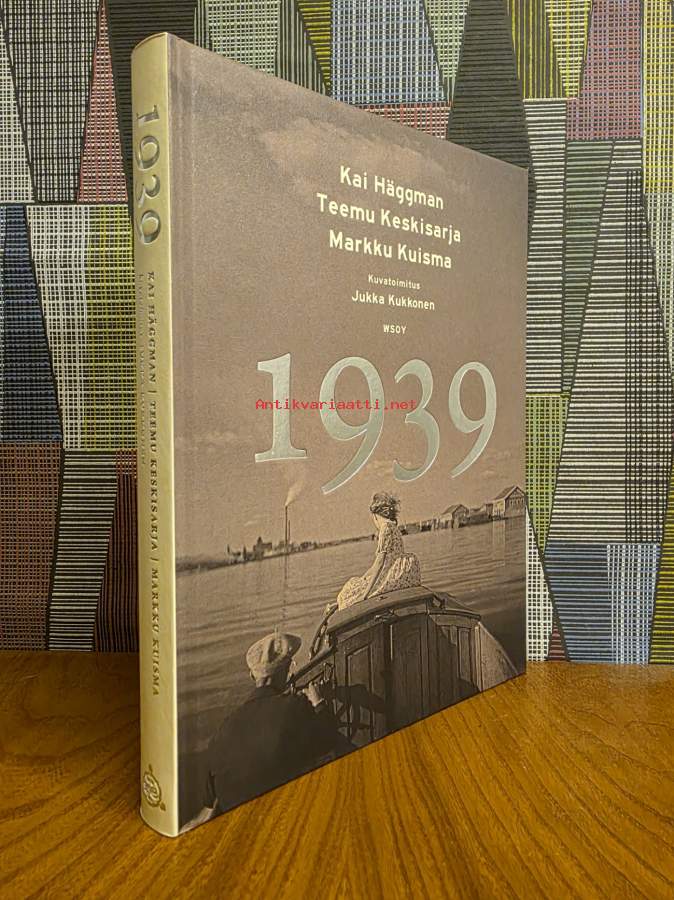 Kai Häggman
Teemu Keskisarja
Markku Kuisma
Kuvatoimitus
Jukka Kukkonen
WSOY
1939
Antikvariaatti.net
1939
KAI HÄGGMAN / TEEMU KESKISARJA / MARKKU KUISMA